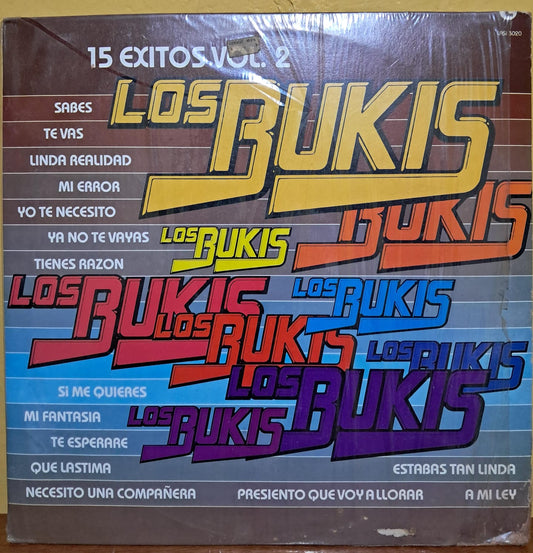 15 EXITOS VOL. 2
LOS BUKIS
SABES
TE VAS
LINDA REALIDAD
MI ERROR
YO TE NECESITO
BUKIS
YA NO TE VAYAS
LOS BUKIS
TIENES RAZON
LOS BUKIS
LOS BUKIS
LOS BUKIS
LOS BUKIS
LOS BUKIS
SI ME QUIERES
MI FANTASIA
LOS BUKIS
TE ESPERARE
QUE LASTIMA
ESTABAS TAN LINDA
NECESITO UNA COMPAÑERA
PRESIENTO QUE VOY A LLORAR
A MI LEY